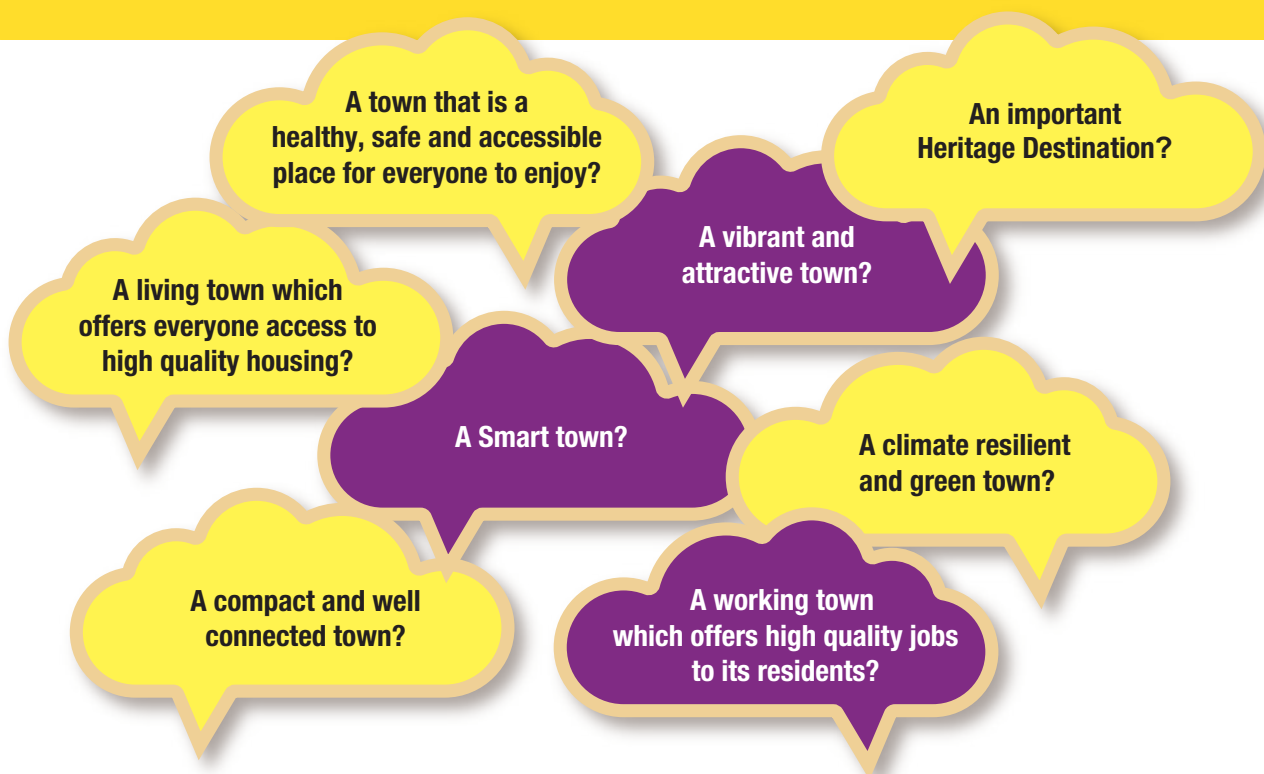 A town that is a
healthy, safe and accessible
place for everyone to enjoy?
An important
Heritage Destination?
A vibrant and
attractive town?
A living town which
offers everyone access to
high quality housing?
A Smart town?
A climate resilient
and green town?
A compact and well
connected town?
A working town
which offers high quality jobs
to its residents?